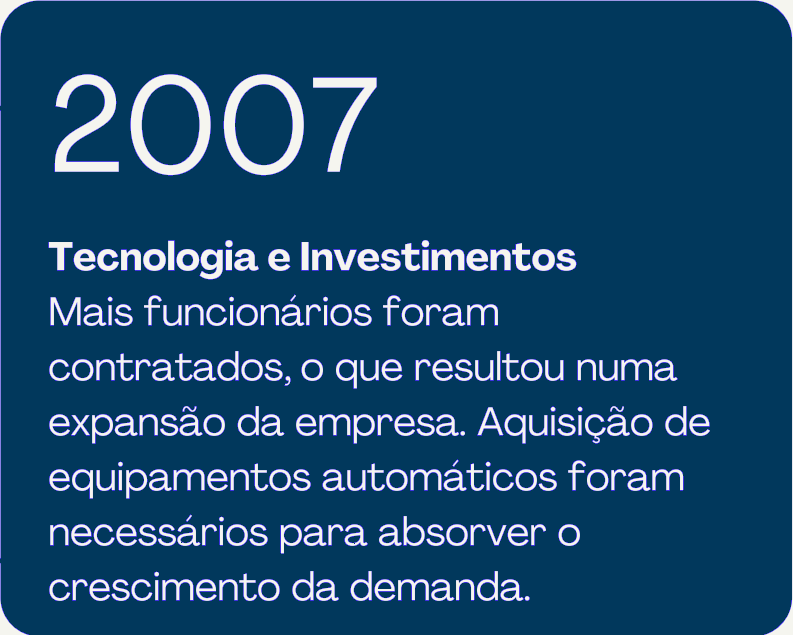 2007
Tecnologia e Investimentos
Mais funcionários foram
contratados, o que resultou numa
expansão da empresa. Aquisição de
equipamentos automáticos foram
necessários para absorver o
crescimento da demanda.